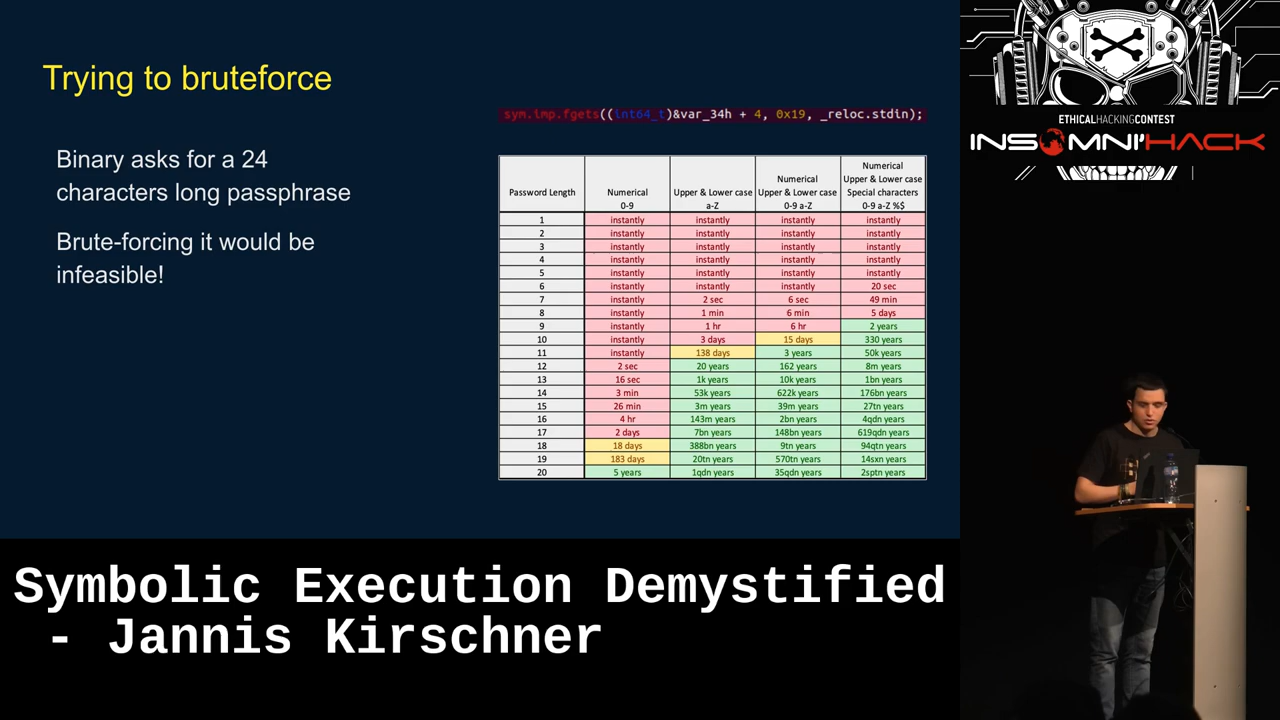 Trying to bruteforce
sym.imp.fgets((int64_t)&var_34h + 4, 0x19, _reloc.stdin);
Binary asks for a 24
characters long passphrase
Brute-forcing it would be
infeasible!
Password Length Numerical 0-9 Upper & Lower case a-Z Numerical Upper & Lower case 0-9 a-Z Numerical Upper & Lower case Special characters 0-9 a-Z %$
1 instantly instantly instantly instantly
2 instantly instantly instantly instantly
3 instantly instantly instantly instantly
4 instantly instantly instantly instantly
5 instantly instantly instantly instantly
6 instantly instantly instantly 20 sec
7 instantly 2 sec 6 sec 49 min
8 instantly 1 min 6 min 5 days
9 instantly 1 hr 6 hr 2 years
10 instantly 3 days 15 days 330 years
11 instantly 138 days 3 years 50k years
12 2 sec 20 years 162 years 8m years
13 16 sec 1k years 10k years 1bn years
14 3 min 53k years 622k years 176bn years
15 26 min 3m years 39m years 27tn years
16 4 hr 143m years 2bn years 4qdn years
17 2 days 7bn years 148bn years 619qdn years
18 18 days 388bn years 9tn years 94qtn years
19 183 days 20tn years 570tn years 14sxn years
20 5 years 1qdn years 35qdn years 2sptn years
ETHICALHACKINGCONTEST
INSOMNI'HACK
Symbolic Execution Demystified
- Jannis Kirschner